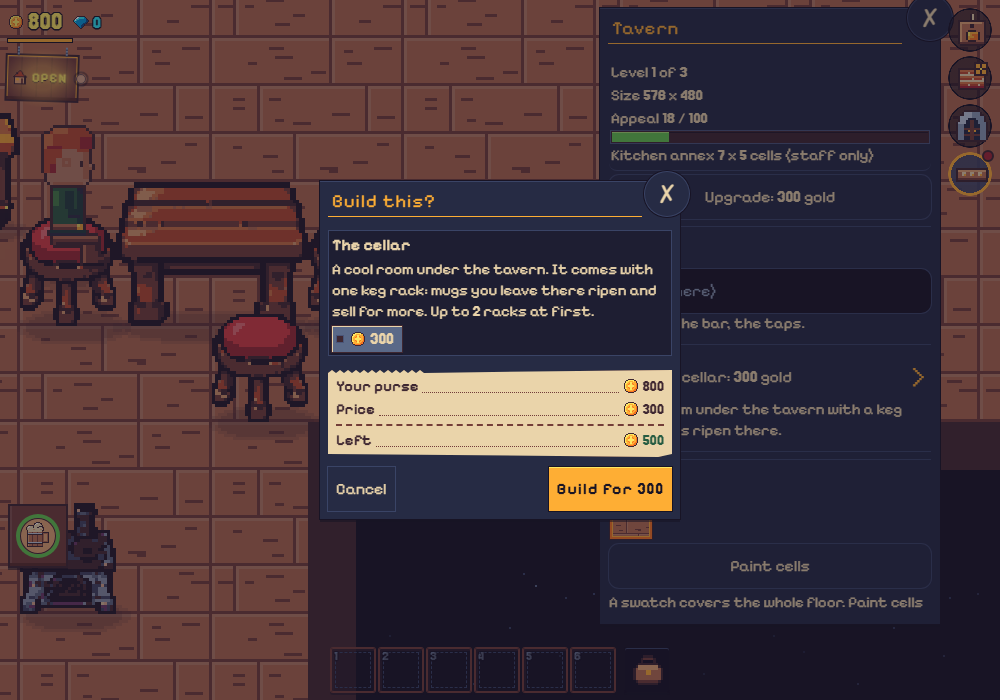 800 0
OPEN
Tavern
X
Level 1 of 3
Size 578 x 480
Appeal 18 / 100
Kitchen annex 7 x 5 cells (staff only)
Upgrade: 300 gold
Build this?
X
The cellar
A cool room under the tavern. It comes with
one keg rack: mugs you leave there ripen and
sell for more. Up to 2 racks at first.
300
Your purse 800
Price 300
Left 500
Cancel
Build for 300
here)
he bar, the taps.
cellar: 300 gold
m under the tavern with a keg
s ripen there.
Paint cells
A swatch covers the whole floor. Paint cells
1 2 3 4 5 6